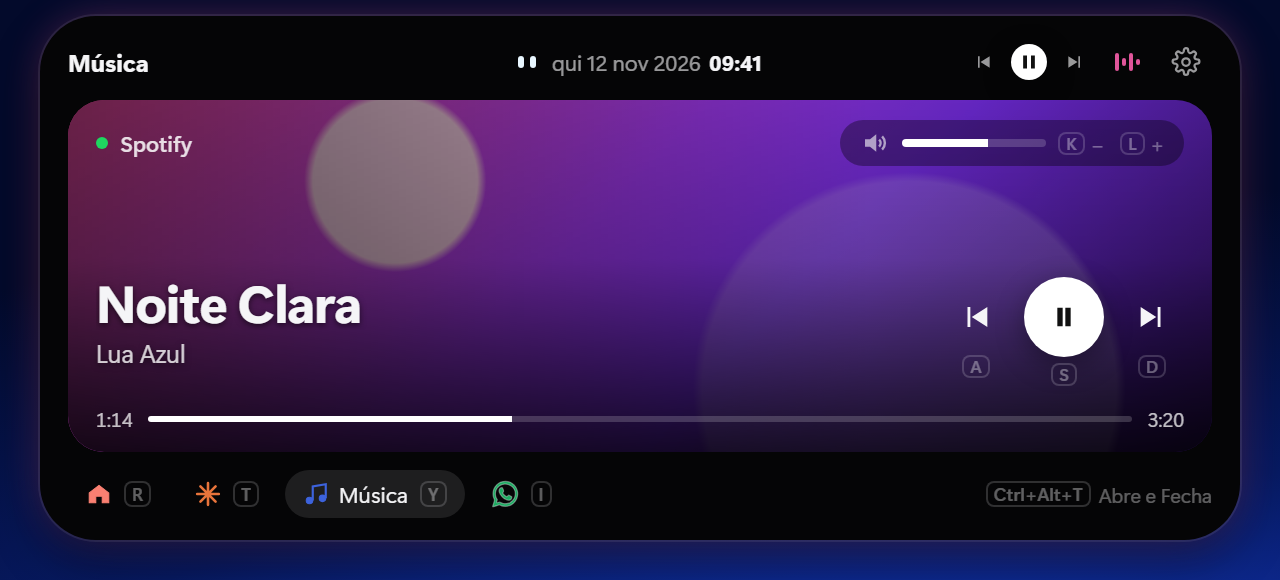 Música
qui 12 nov 2026 09:41
Spotify
K − L +
Noite Clara
Lua Azul
A S D
1:14 3:20
R T Música Y I Ctrl+Alt+T Abre e Fecha